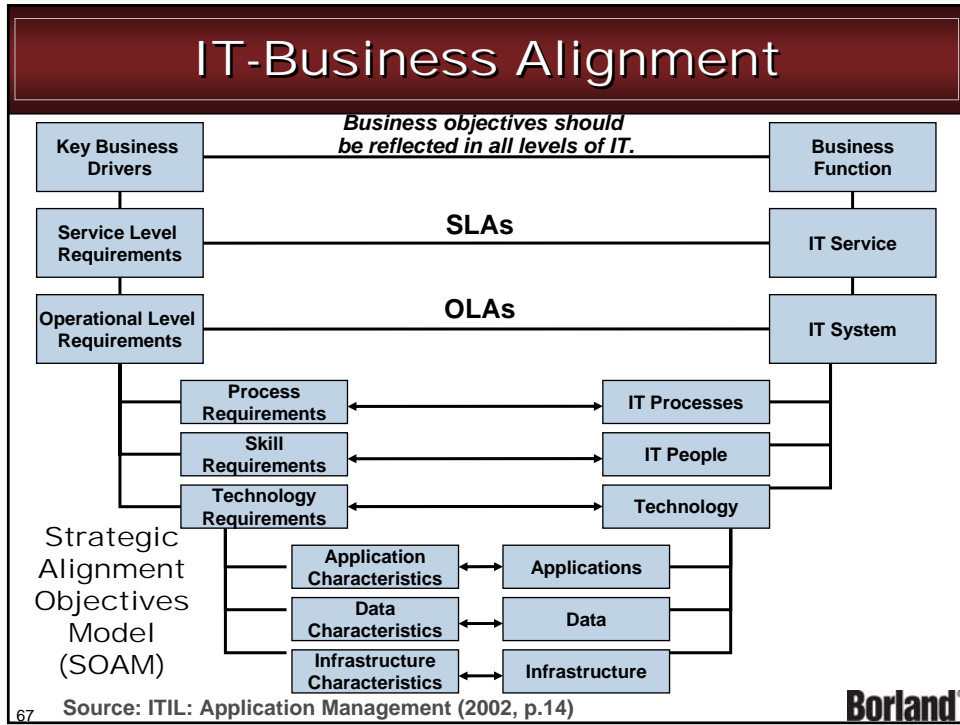 IT-Business Alignment
Business objectives should
be reflected in all levels of IT.
Key Business
Drivers
Business
Function
Service Level
Requirements
SLAs
IT Service
Operational Level
Requirements
OLAs
IT System
Process
Requirements
IT Processes
Skill
Requirements
IT People
Technology
Requirements
Technology
Strategic
Alignment
Objectives
Model
(SOAM)
Application
Characteristics
Applications
Data
Characteristics
Data
Infrastructure
Characteristics
Infrastructure
67
Source: ITIL: Application Management (2002, p.14)
Borland